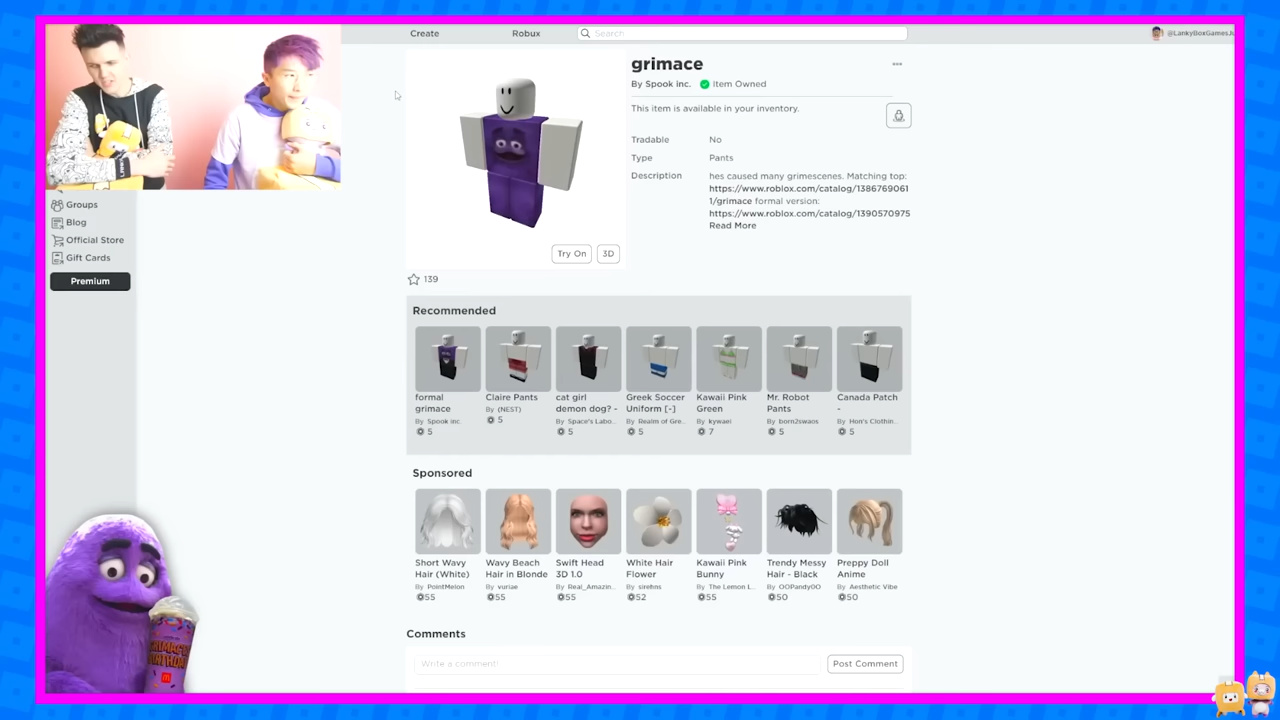 Create
Robux
Search
@LankyBoxGamesJu
grimace
By Spook inc. Item Owned
This item is available in your inventory.
Tradable No
Type Pants
Description hes caused many grimescenes. Matching top:
https://www.roblox.com/catalog/1386769061
1/grimace formal version:
https://www.roblox.com/catalog/1390570975
Read More
Try On
3D
139
Groups
Blog
Official Store
Gift Cards
Premium
Recommended
formal
grimace
By Spook inc.
5
Claire Pants
By (NEST)
5
cat girl
demon dog? -
By Space's Labo..
5
Greek Soccer
Uniform [-]
By Realm of Gre..
5
Kawaii Pink
Green
By kywaei
7
Mr. Robot
Pants
By born2swaos
5
Canada Patch
-
By Hon's Clothin..
5
Sponsored
Short Wavy
Hair (White)
By PointMelon
55
Wavy Beach
Hair in Blonde
By vuriae
55
Swift Head
3D 1.0
By Real_Amazin..
55
White Hair
Flower
By sirehns
52
Kawaii Pink
Bunny
By The Lemon L...
55
Trendy Messy
Hair - Black
By OOPandyOO
50
Preppy Doll
Anime
By Aesthetic Vibe
50
Comments
Write a comment!
Post Comment